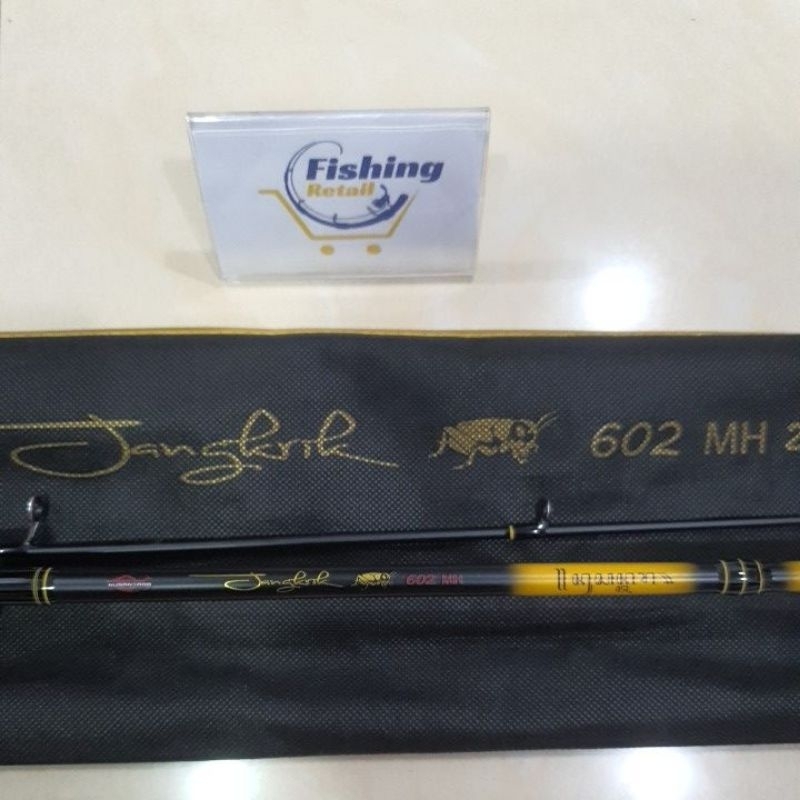 Fishing
Retail
Jangkrik 602 MH 2
Jangkrik 602 MH